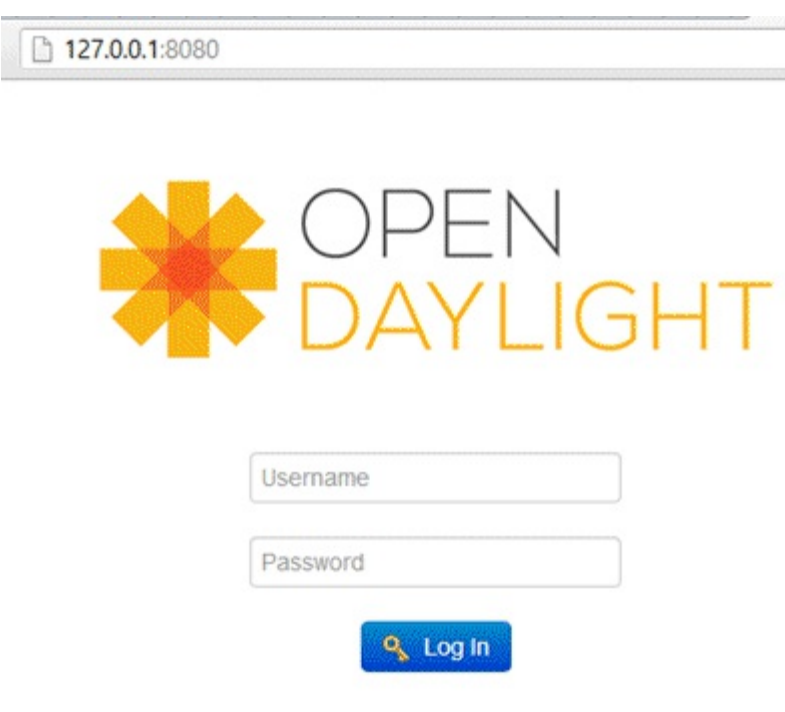 127.0.0.1:8080
OPEN
DAYLIGHT
Username
Password
Log In